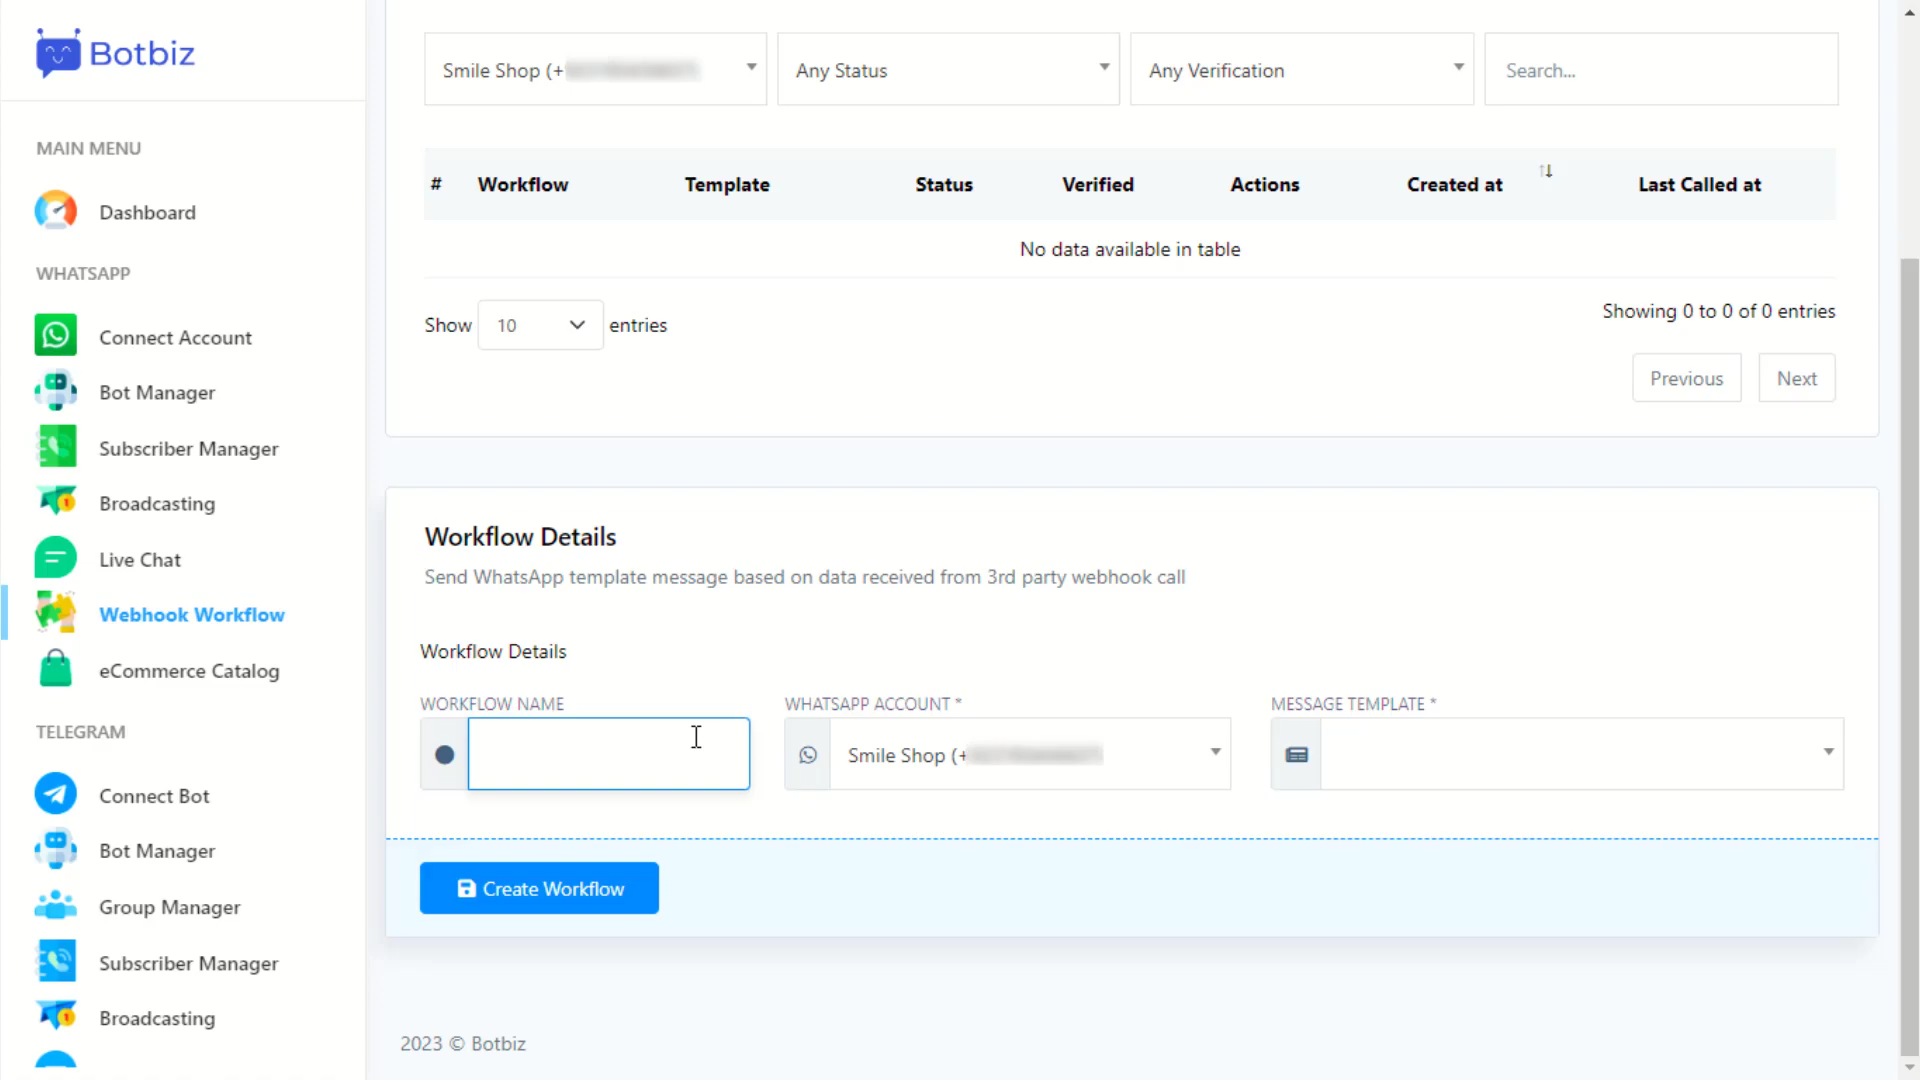 Botbiz
MAIN MENU
Dashboard
WHATSAPP
Connect Account
Bot Manager
Subscriber Manager
Broadcasting
Live Chat
Webhook Workflow
eCommerce Catalog
TELEGRAM
Connect Bot
Bot Manager
Group Manager
Subscriber Manager
Broadcasting
Smile Shop (+
Any Status
Any Verification
Search...
# Workflow Template Status Verified Actions Created at Last Called at
No data available in table
Show 10 entries
Showing 0 to 0 of 0 entries
Previous Next
Workflow Details
Send WhatsApp template message based on data received from 3rd party webhook call
Workflow Details
WORKFLOW NAME
WHATSAPP ACCOUNT *
Smile Shop (+
MESSAGE TEMPLATE *
Create Workflow
2023 © Botbiz